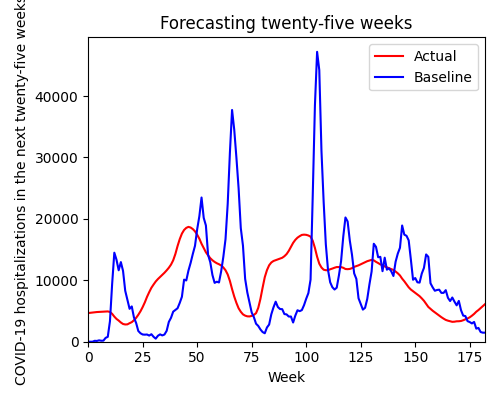 Forecasting twenty-five weeks
COVID-19 hospitalizations in the next twenty-five weeks
Actual
Baseline
40000
30000
20000
10000
0
0 25 50 75 100 125 150 175
Week